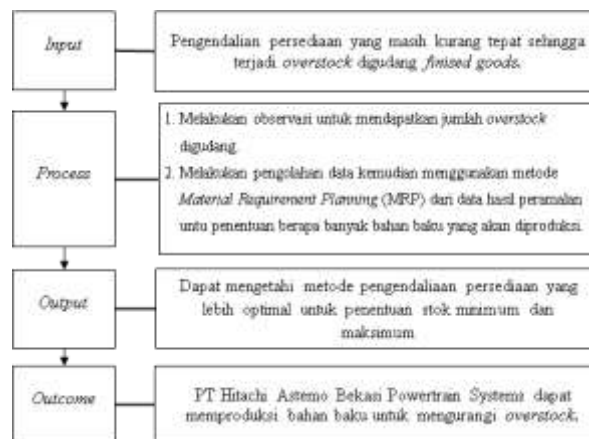 Input
Pengendalian persediaan yang masih kurang tepat sehingga
terjadi overstock digudang finised goods.
Process
1. Melakukan observasi untuk mendapatkan jumlah overstock
digudang.
2. Melakukan pengolahan data kemudian menggunakan metode
Material Requirement Planning (MRP) dari data hasil peramalan
untu penentuan berapa banyak bahan baku yang akan diproduksi.
Output
Dapat mengetahi metode pengendaliaan persediaan yang
lebih optimal untuk penentuan stok minimum dan
maksimum
Outcome
PT Hitachi Astemo Bekasi Powertrain Systems dapat
memproduksi bahan baku untuk mengurangi overstock.